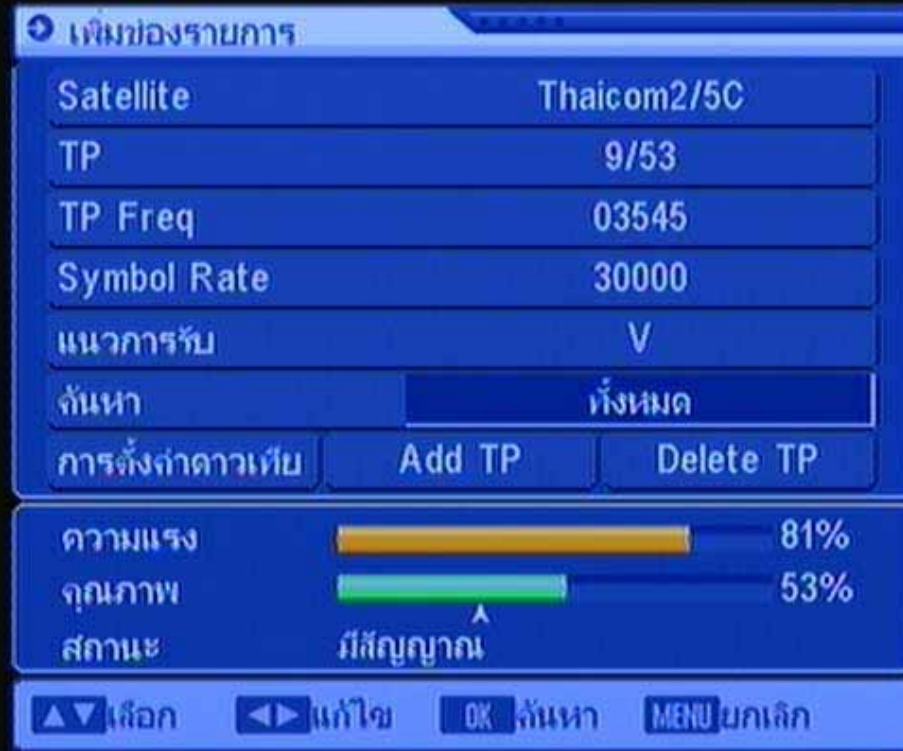 เพิ่มช่องรายการ
Satellite Thaicom2/5C
TP 9/53
TP Freq 03545
Symbol Rate 30000
แนวการรับ V
ค้นหา ทั้งหมด
การตั้งค่าดาวเทีย Add TP Delete TP
ความแรง 81%
คุณภาพ 53%
สถานะ มีสัญญาณ
เลือก แก้ไข OK ค้นหา MENU ยกเลิก